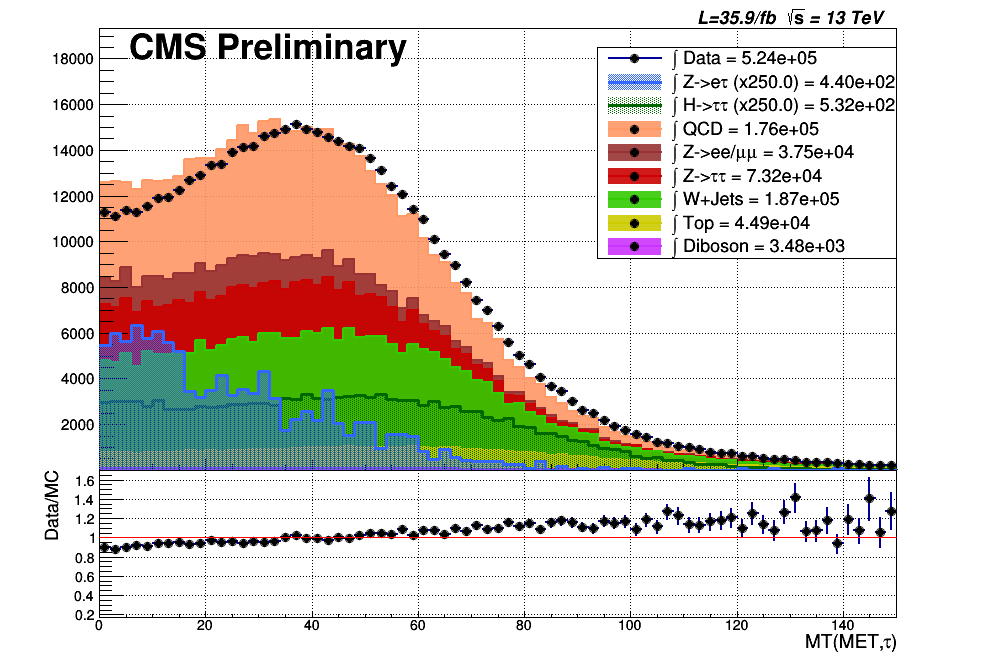 L=35.9/fb √s = 13 TeV
CMS Preliminary
∫ Data = 5.24e+05
∫ Z->eτ (x250.0) = 4.40e+02
∫ H->ττ (x250.0) = 5.32e+02
∫ QCD = 1.76e+05
∫ Z->ee/μμ = 3.75e+04
∫ Z->ττ = 7.32e+04
∫ W+Jets = 1.87e+05
∫ Top = 4.49e+04
∫ Diboson = 3.48e+03
18000
16000
14000
12000
10000
8000
6000
4000
2000
Data/MC
1.6
1.4
1.2
1
0.8
0.6
0.4
0.2
0 20 40 60 80 100 120 140
MT(MET,τ)